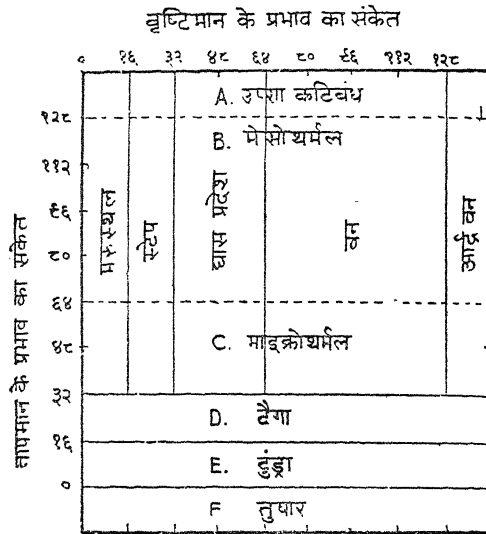 वृष्टिमान के प्रभाव का संकेत
० १६ ३२ ४८ ६४ ८० ९६ ११२ १२८
A. उष्ण कटिबंध
१२८
B. मेसोथर्मल
११२
९६
८०
६४
४८
३२
१६
०
तापमान के प्रभाव का संकेत
मरुस्थल
स्टेप
घास प्रदेश
वन
आर्द्र वन
C. माइक्रोथर्मल
D. टैगा
E. टुंड्रा
F तुषार